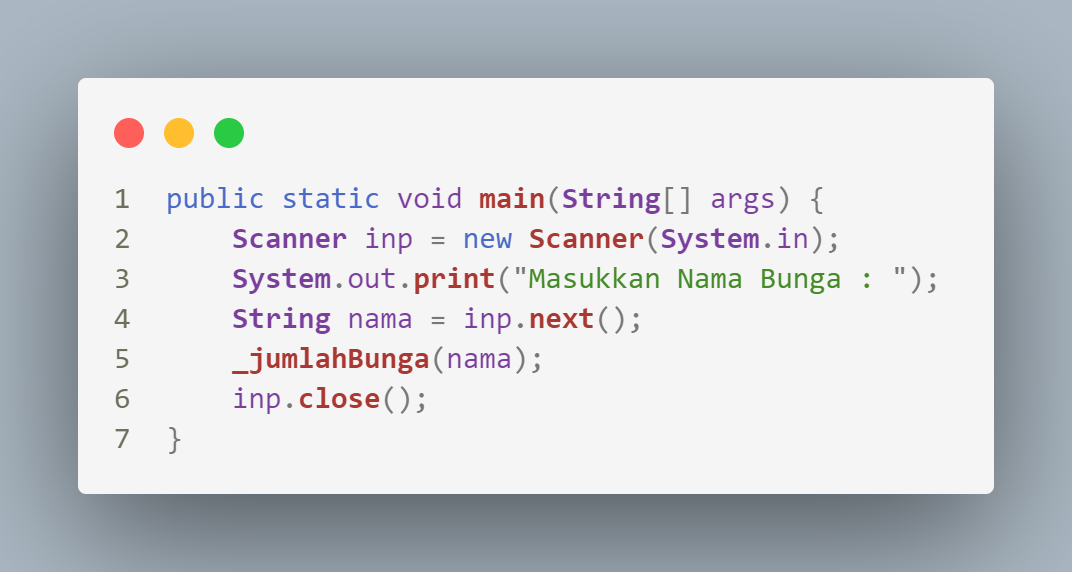 1 public static void main(String[] args) {
2     Scanner inp = new Scanner(System.in);
3     System.out.print("Masukkan Nama Bunga : ");
4     String nama = inp.next();
5     _jumlahBunga(nama);
6     inp.close();
7 }